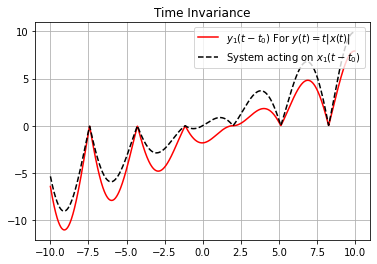 Time Invariance
10
5
0
−5
−10
y₁(t − t₀) For y(t) = t|x(t)|
System acting on x₁(t − t₀)
−10.0 −7.5 −5.0 −2.5 0.0 2.5 5.0 7.5 10.0